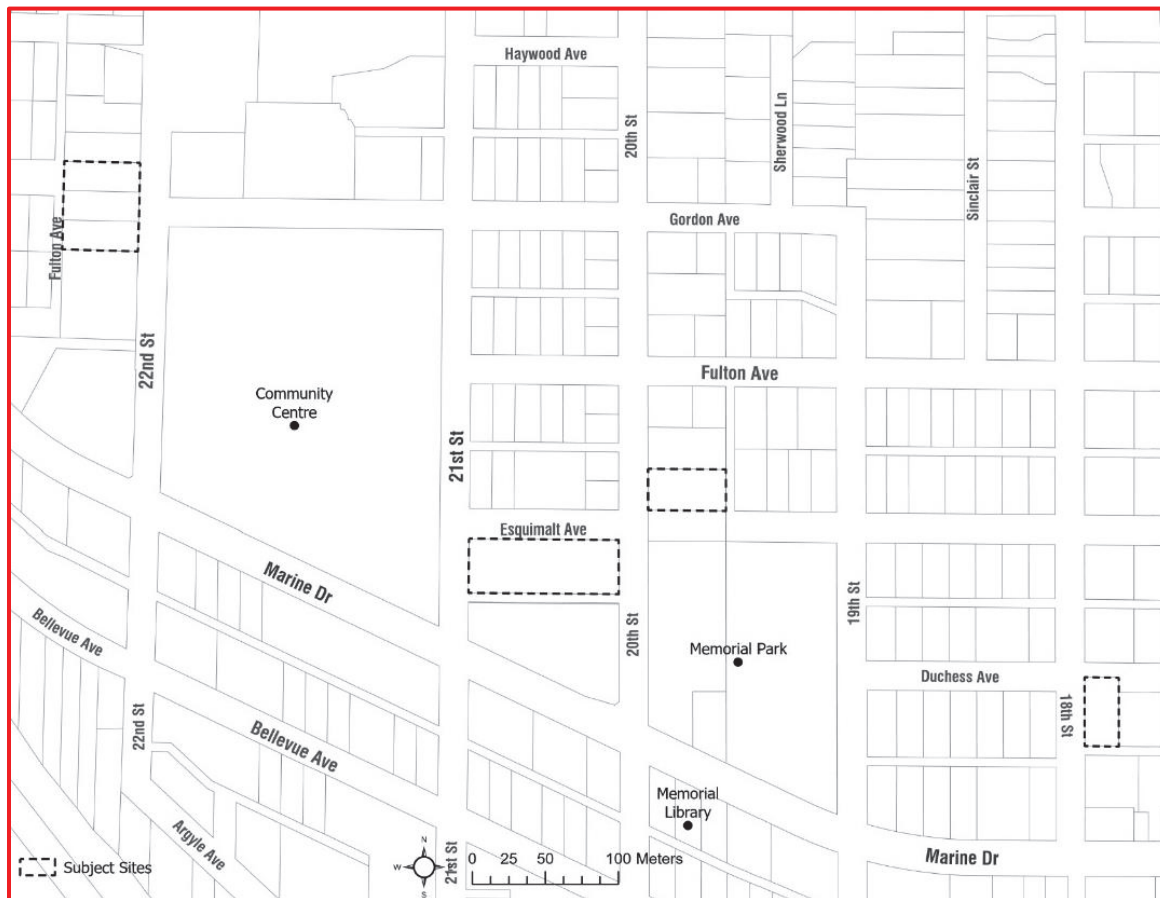 Haywood Ave
20th St
Sherwood Ln
Sinclair St
Gordon Ave
Fulton Ave
22nd St
Fulton Ave
Community
Centre
21st St
Esquimalt Ave
Marine Dr
19th St
20th St
Memorial Park
Bellevue Ave
Duchess Ave
18th St
22nd St
Bellevue Ave
Memorial
Library
Argyle Ave
Marine Dr
Subject Sites
N
W
E
S
21st St
0 25 50 100 Meters